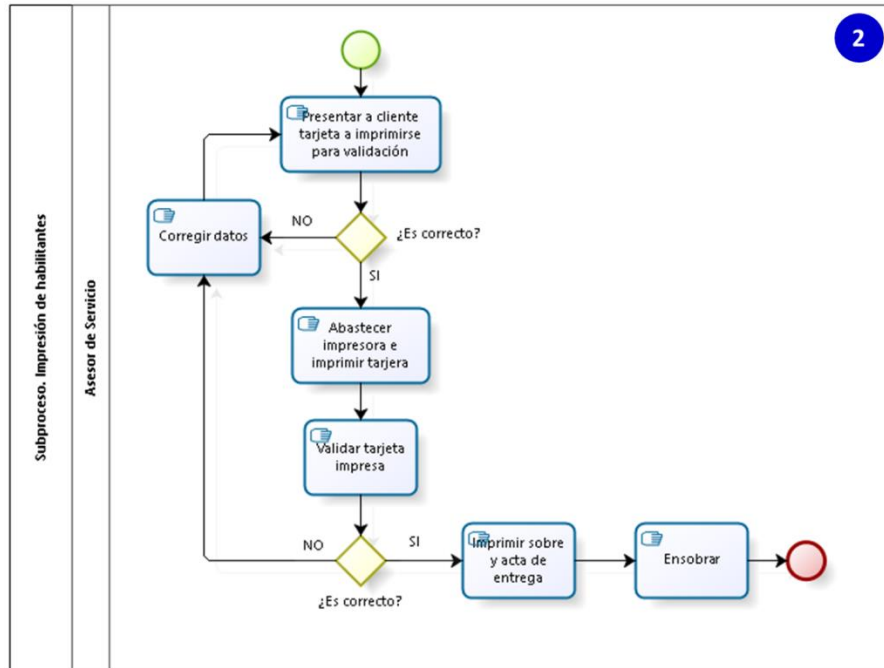 2
Subproceso. Impresión de habilitantes
Asesor de Servicio
Presentar a cliente
tarjeta a imprimirse
para validación
Corregir datos
NO
¿Es correcto?
SI
Abastecer
impresora e
imprimir tarjera
Validar tarjeta
impresa
NO
SI
¿Es correcto?
Imprimir sobre
y acta de
entrega
Ensobrar